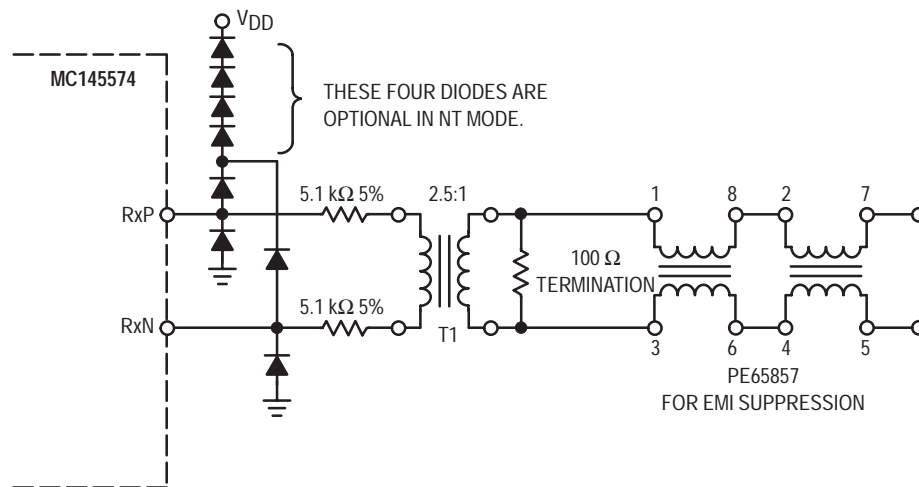 VDD
MC145574
THESE FOUR DIODES ARE
OPTIONAL IN NT MODE.
5.1 kΩ 5%
2.5:1
1
8
2
7
RxP
100 Ω
TERMINATION
5.1 kΩ 5%
RxN
T1
3
6
4
5
PE65857
FOR EMI SUPPRESSION